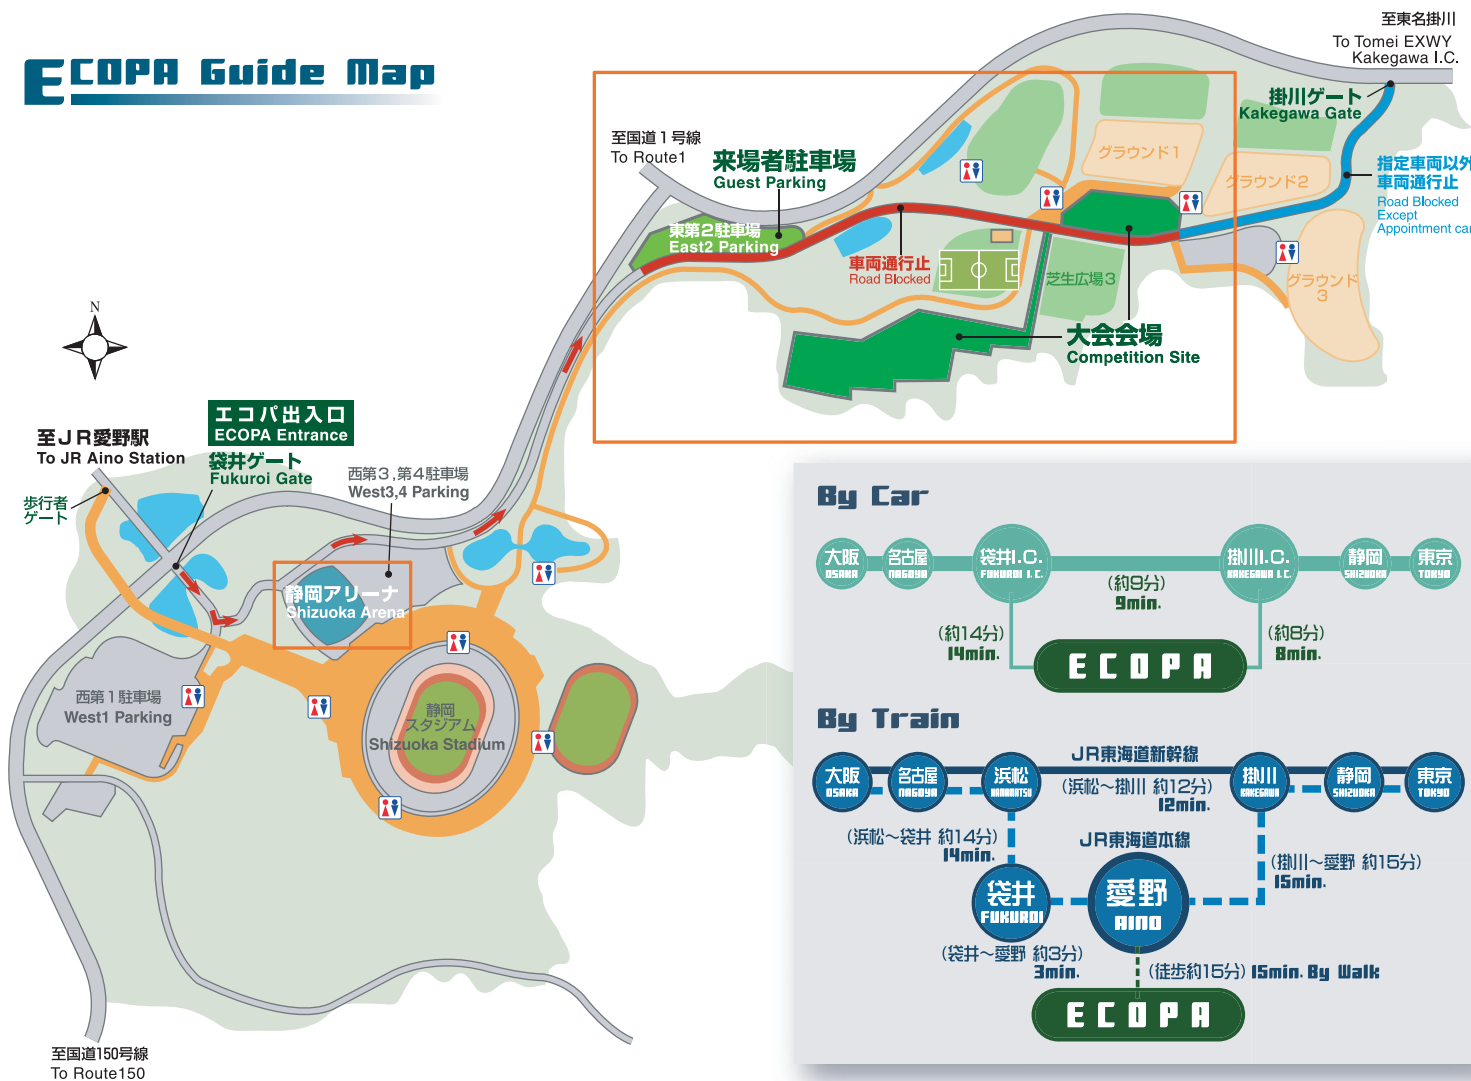 ECOPA Guide Map
至東名掛川
To Tomei EXWY
Kakegawa I.C.
掛川ゲート
Kakegawa Gate
至国道１号線
To Route1
来場者駐車場
Guest Parking
グラウンド1
グラウンド2
指定車両以外
車両通行止
Road Blocked
Except
Appointment car
東第２駐車場
East2 Parking
車両通行止
Road Blocked
芝生広場３
グラウンド
3
大会会場
Competition Site
N
エコパ出入口
ECOPA Entrance
至ＪＲ愛野駅
To JR Aino Station
袋井ゲート
Fukuroi Gate
西第３,第４駐車場
West3,4 Parking
歩行者
ゲート
静岡アリーナ
Shizuoka Arena
西第１駐車場
West1 Parking
静岡
スタジアム
Shizuoka Stadium
至国道150号線
To Route150
By Car
大阪
OSAKA
名古屋
NAGOYA
袋井I.C.
FUKUROI I.C.
掛川I.C.
KAKEGAWA I.C.
静岡
SHIZUOKA
東京
TOKYO
(約9分)
9min.
(約14分)
14min.
(約8分)
8min.
ECOPA
By Train
JR東海道新幹線
大阪
OSAKA
名古屋
NAGOYA
浜松
HAMAMATSU
掛川
KAKEGAWA
静岡
SHIZUOKA
東京
TOKYO
(浜松〜掛川 約12分)
12min.
(浜松〜袋井 約14分)
14min.
JR東海道本線
(掛川〜愛野 約15分)
15min.
袋井
FUKUROI
愛野
AINO
(袋井〜愛野 約3分)
3min.
(徒歩約15分) 15min. By Walk
ECOPA